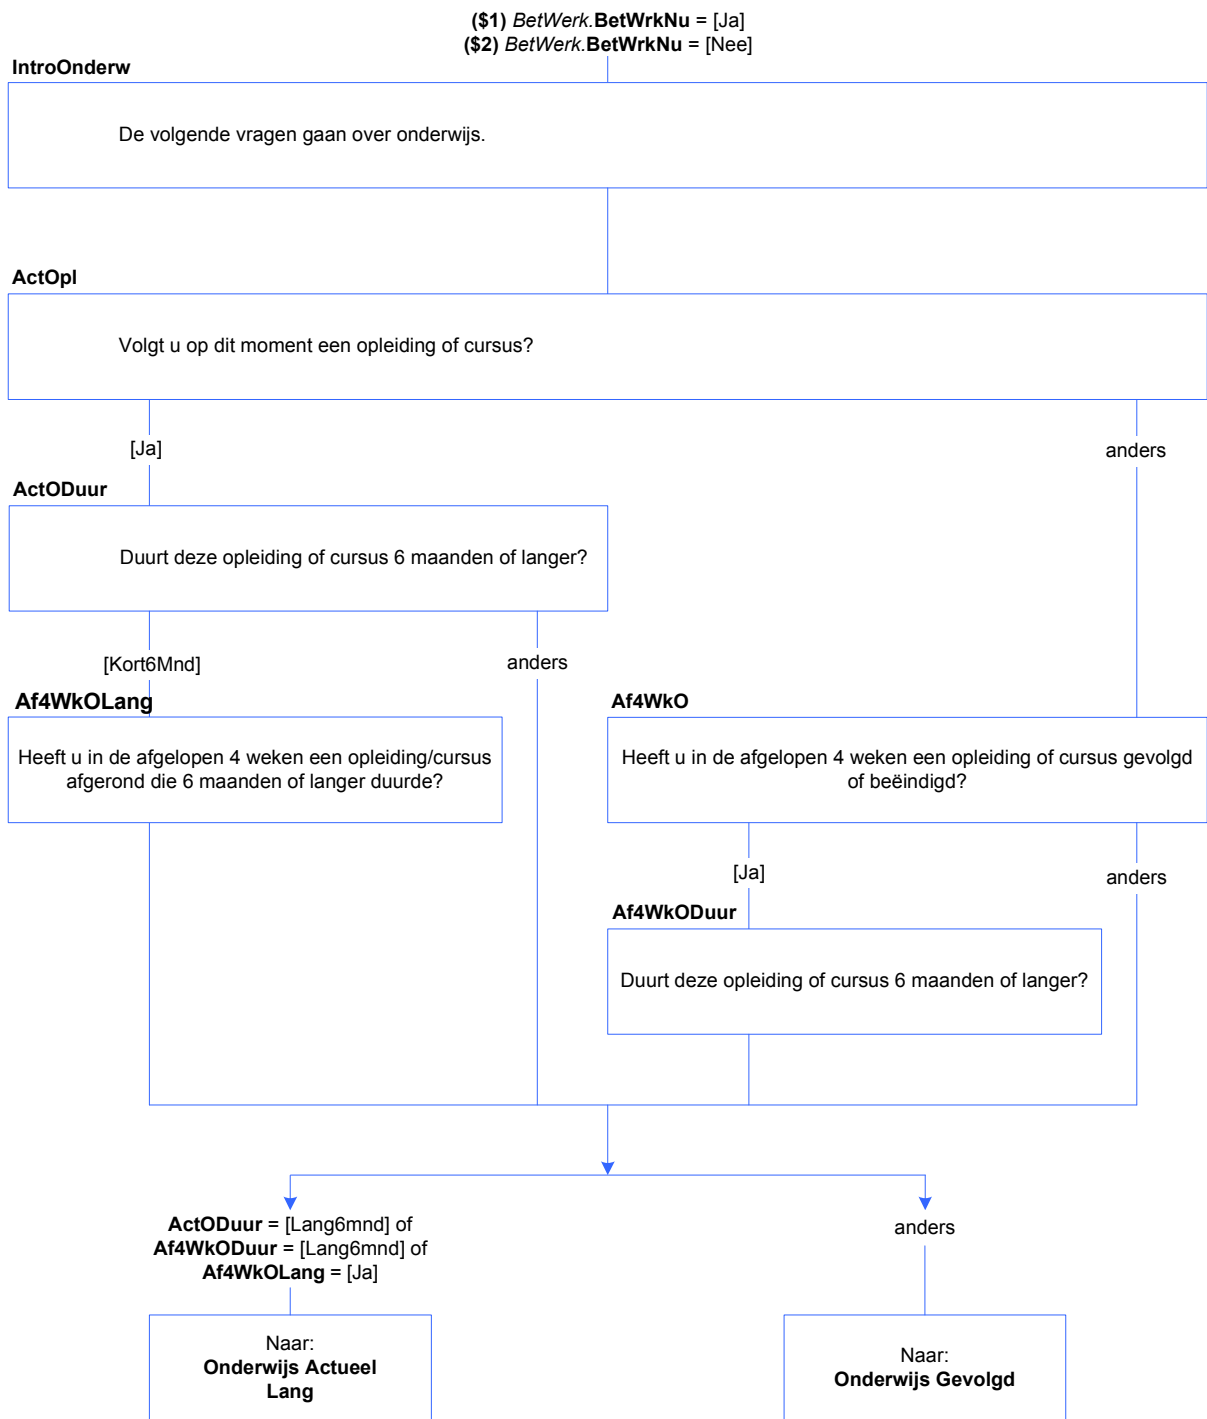 ($1) BetWerk.BetWrkNu = [Ja]
($2) BetWerk.BetWrkNu = [Nee]
IntroOnderw
De volgende vragen gaan over onderwijs.
ActOpl
Volgt u op dit moment een opleiding of cursus?
[Ja]
anders
ActODuur
Duurt deze opleiding of cursus 6 maanden of langer?
[Kort6Mnd]
anders
Af4WkOLang
Heeft u in de afgelopen 4 weken een opleiding/cursus
afgerond die 6 maanden of langer duurde?
Af4WkO
Heeft u in de afgelopen 4 weken een opleiding of cursus gevolgd
of beëindigd?
[Ja]
anders
Af4WkODuur
Duurt deze opleiding of cursus 6 maanden of langer?
ActODuur = [Lang6mnd] of
Af4WkODuur = [Lang6mnd] of
Af4WkOLang = [Ja]
anders
Naar:
Onderwijs Actueel
Lang
Naar:
Onderwijs Gevolgd